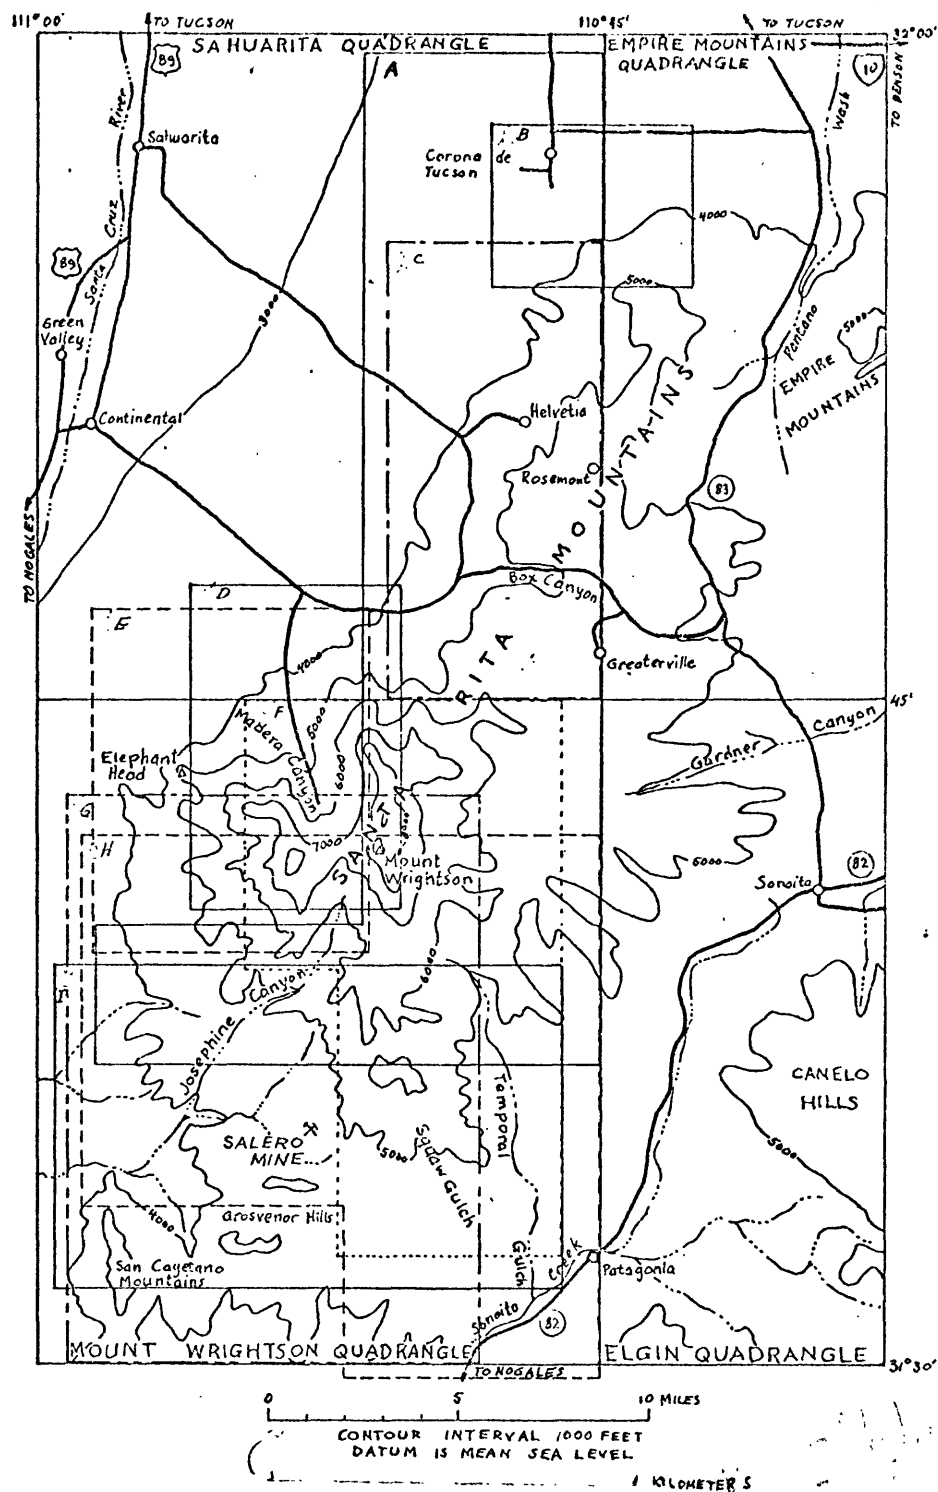 111°00'
TO TUCSON
110°45'
TO TUCSON
32°00'
SAHUARITA QUADRANGLE
EMPIRE MOUNTAINS
QUADRANGLE
89
A
10
TO BENSON
River
Wash
Sahuarita
B
Corona de
Tucson
Cruz
4000
C
89
Santa
5000
3000
Green
Valley
Pantano
5000
EMPIRE
MOUNTAINS
Continental
Helvetia
Rosemont
MOUNTAINS
83
TO NOGALES
Box Canyon
D
E
RITA
Greaterville
4000
45'
F
Madera
Canyon
5000
6000
Gardner Canyon
Elephant
Head
G
H
7000
SANTA
Mount
Wrightson
5000
82
Sonoita
6000
I
Canyon
Josephine
CANELO
HILLS
Temporal
SALERO
MINE
5000
Squaw Gulch
5000
4000
Grosvenor Hills
San Cayetano
Mountains
Gulch
Creek
Patagonia
Sonoita
82
MOUNT WRIGHTSON QUADRANGLE
ELGIN QUADRANGLE
31°30'
TO NOGALES
0 5 10 MILES
CONTOUR INTERVAL 1000 FEET
DATUM IS MEAN SEA LEVEL
KILOMETERS